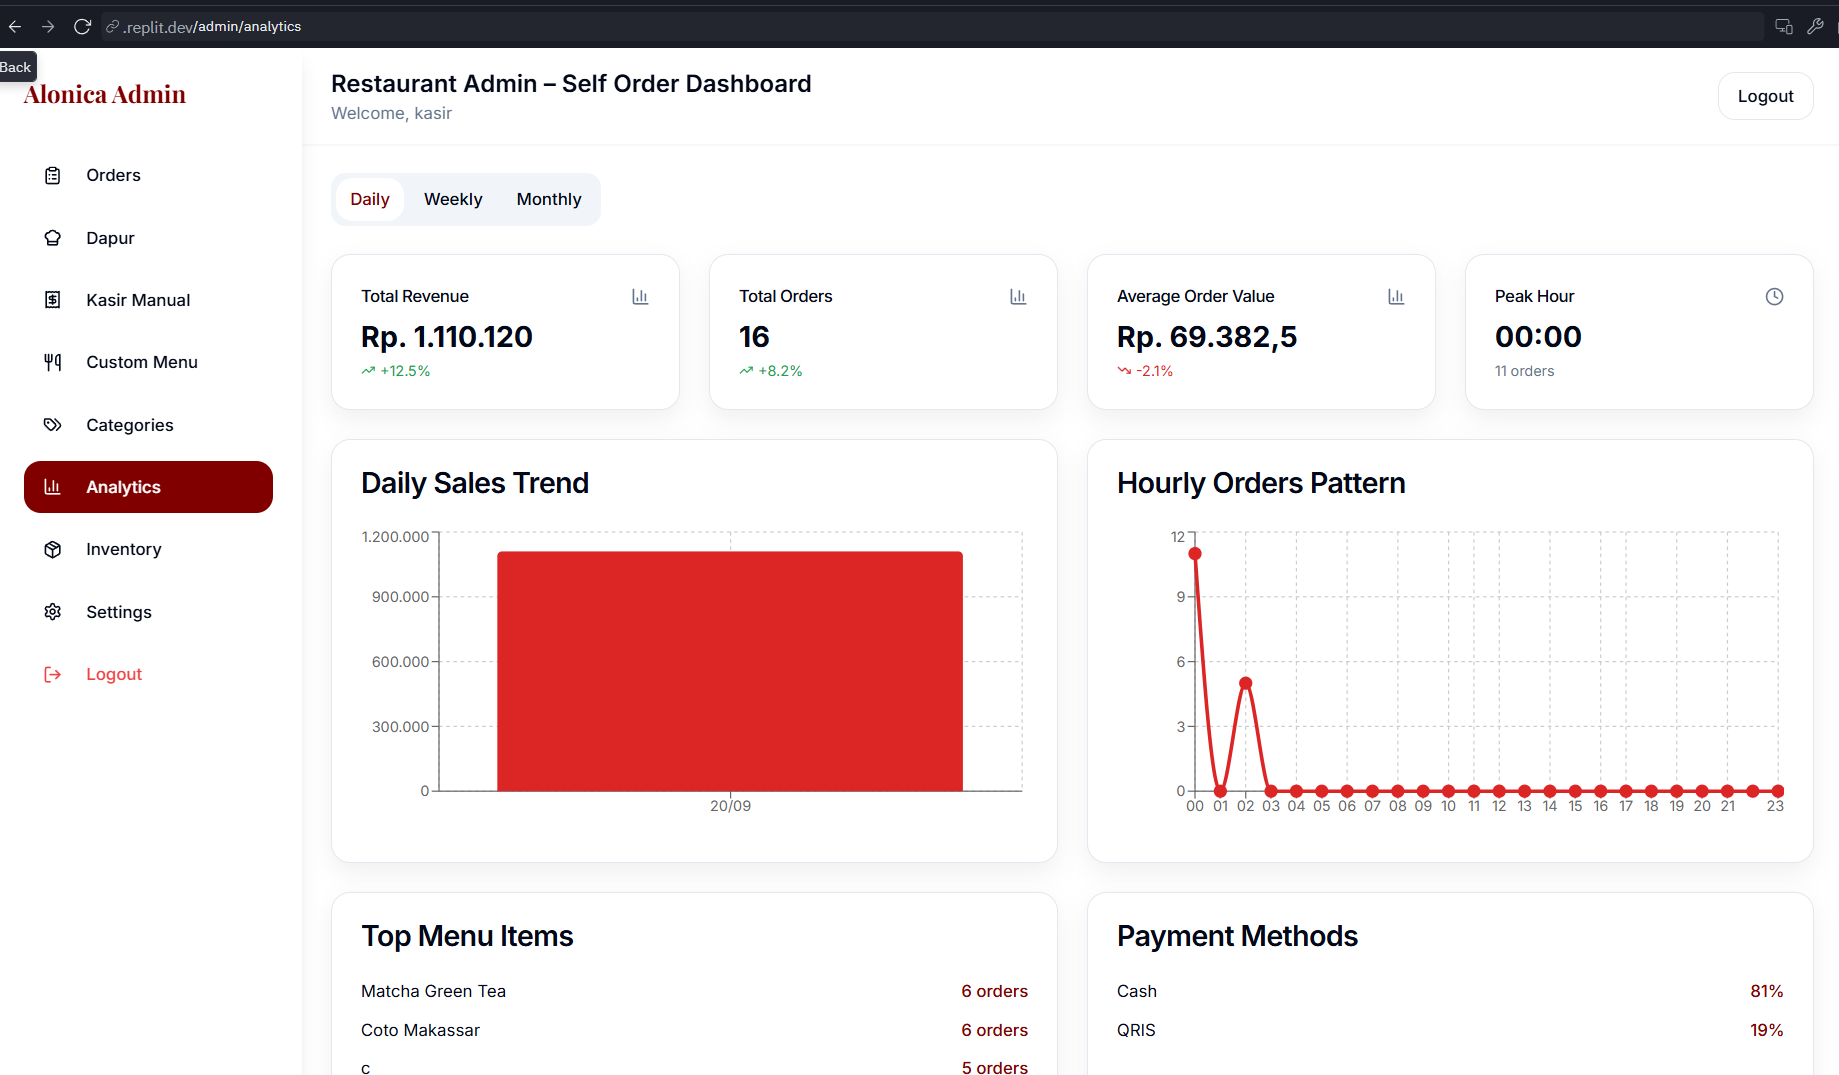 .replit.dev/admin/analytics
Back
Alonica Admin
Orders
Dapur
Kasir Manual
Custom Menu
Categories
Analytics
Inventory
Settings
Logout
Restaurant Admin – Self Order Dashboard
Welcome, kasir
Logout
Daily Weekly Monthly
Total Revenue
Rp. 1.110.120
+12.5%
Total Orders
16
+8.2%
Average Order Value
Rp. 69.382,5
-2.1%
Peak Hour
00:00
11 orders
Daily Sales Trend
1.200.000
900.000
600.000
300.000
0
20/09
Hourly Orders Pattern
12
9
6
3
0
00 01 02 03 04 05 06 07 08 09 10 11 12 13 14 15 16 17 18 19 20 21 23
Top Menu Items
Matcha Green Tea 6 orders
Coto Makassar 6 orders
c 5 orders
Payment Methods
Cash 81%
QRIS 19%